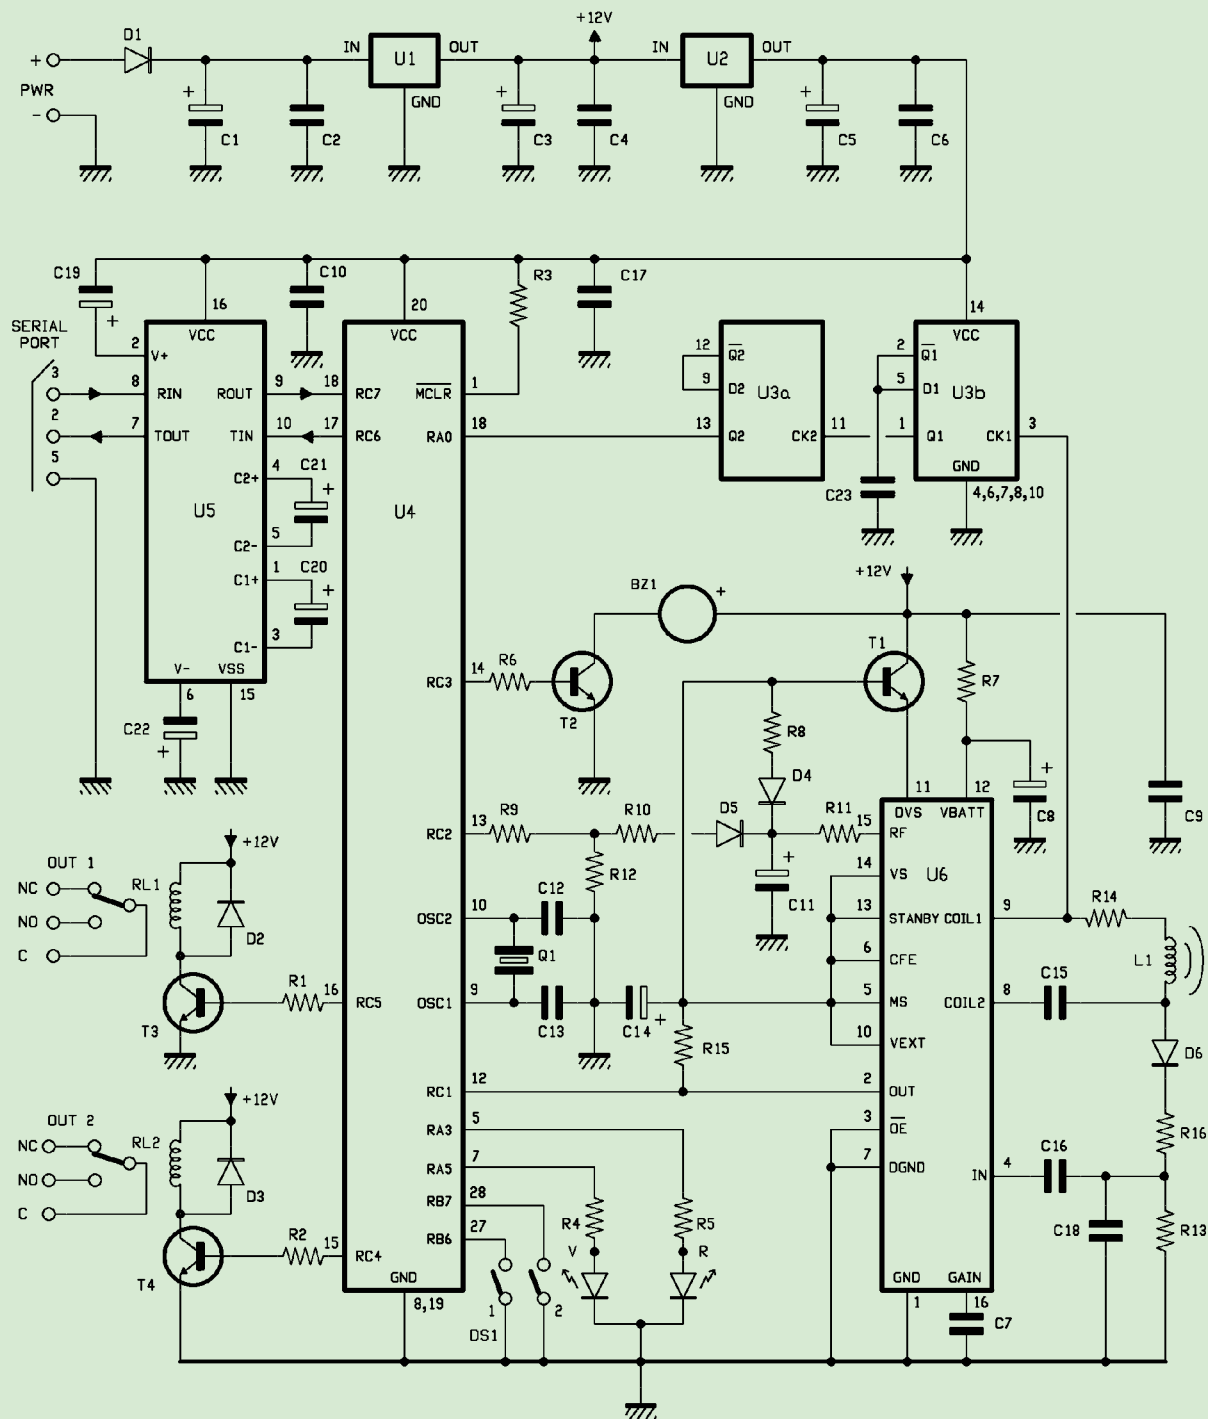 +12V
D1
IN
U1
OUT
IN
U2
OUT
+
PWR
-
+
C1
C2
GND
+
C3
C4
GND
+
C5
C6
C19
+
16
C10
20
R3
C17
14
SERIAL PORT
2
VCC
V+
VCC
12
Q2
2
VCC
Q1
3
8
RIN
ROUT
9
18
RC7
MCLR
1
9
D2
U3a
5
D1
U3b
2
7
TOUT
TIN
10
17
RC6
RA0
18
13
Q2
CK2
11
1
Q1
CK1
3
5
4
C21
C2+
+
GND
C23
4,6,7,8,10
U5
U4
C2-
5
1
C20
C1+
+
+12V
BZ1
+
3
C1-
T1
V-
VSS
6
15
RC3
14
R6
R7
C22
+
T2
R8
D4
+
11
12
C8
C9
DVS
VBATT
+12V
RC2
13
R9
R10
D5
R11
15
RF
OUT 1
RL1
R12
+
14
VS
U6
NC
OSC2
10
C12
C11
R14
NO
D2
13
STANBY
COIL1
9
C
Q1
6
CFE
L1
C15
R1
16
RC5
OSC1
9
5
MS
COIL2
8
T3
C13
C14
+
10
VEXT
R15
D6
+12V
RC1
12
2
OUT
OUT 2
RL2
RA3
5
3
OE
R16
NC
RA5
7
7
DGND
C16
IN
4
NO
D3
RB7
28
C
R4
R5
C18
R13
R2
15
RC4
RB6
27
V
R
T4
GND
GND
GAIN
8,19
1
2
1
16
C7
DS1